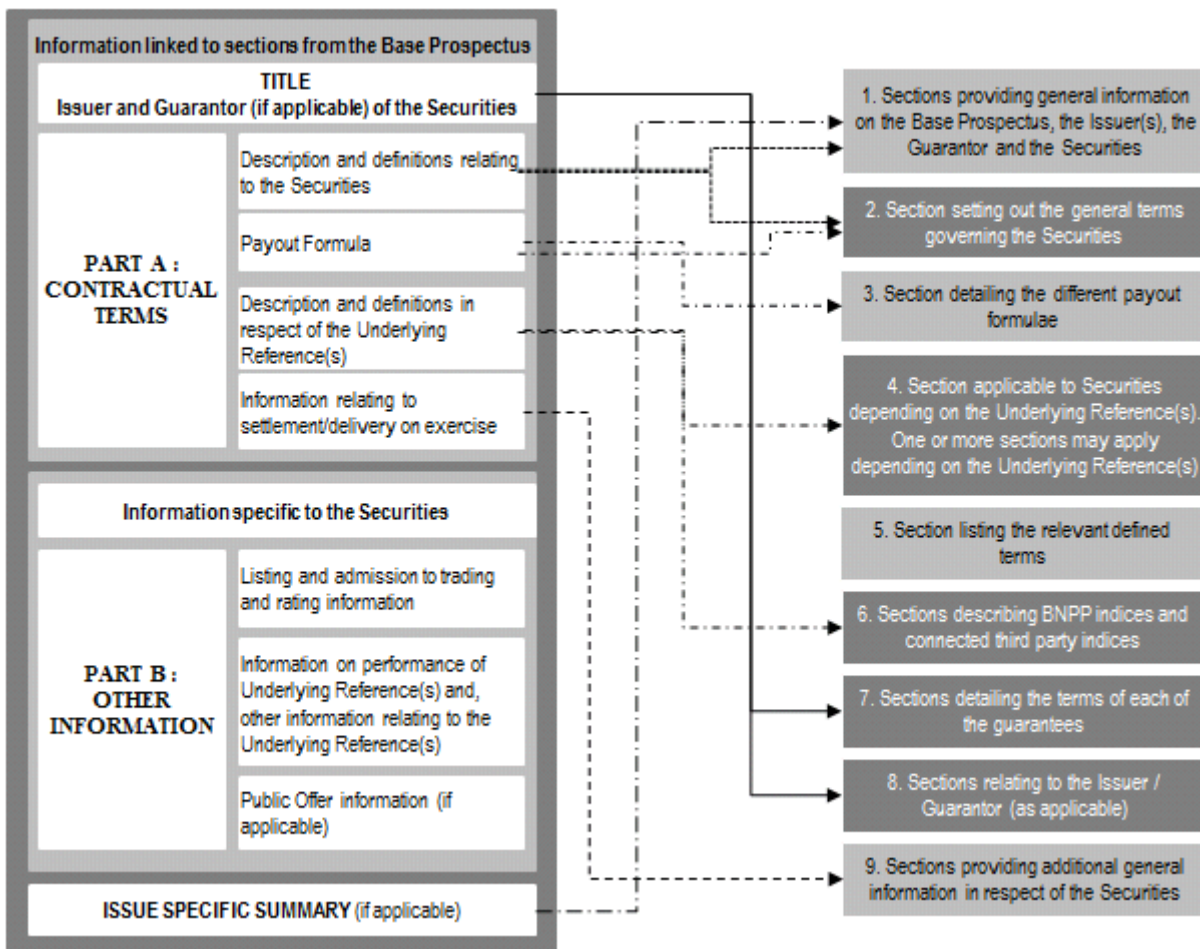 Information linked to sections from the Base Prospectus
TITLE
Issuer and Guarantor (if applicable) of the Securities
PART A :
CONTRACTUAL
TERMS
Description and definitions relating
to the Securities
Payout Formula
Description and definitions in
respect of the Underlying
Reference(s)
Information relating to
settlement/delivery on exercise
Information specific to the Securities
PART B :
OTHER
INFORMATION
Listing and admission to trading
and rating information
Information on performance of
Underlying Reference(s) and,
other information relating to the
Underlying Reference(s)
Public Offer information (if
applicable)
ISSUE SPECIFIC SUMMARY (if applicable)
1. Sections providing general information
on the Base Prospectus, the Issuer(s), the
Guarantor and the Securities
2. Section setting out the general terms
governing the Securities
3. Section detailing the different payout
formulae
4. Section applicable to Securities
depending on the Underlying Reference(s).
One or more sections may apply
depending on the Underlying Reference(s)
5. Section listing the relevant defined
terms
6. Sections describing BNPP indices and
connected third party indices
7. Sections detailing the terms of each of
the guarantees
8. Sections relating to the Issuer /
Guarantor (as applicable)
9. Sections providing additional general
information in respect of the Securities